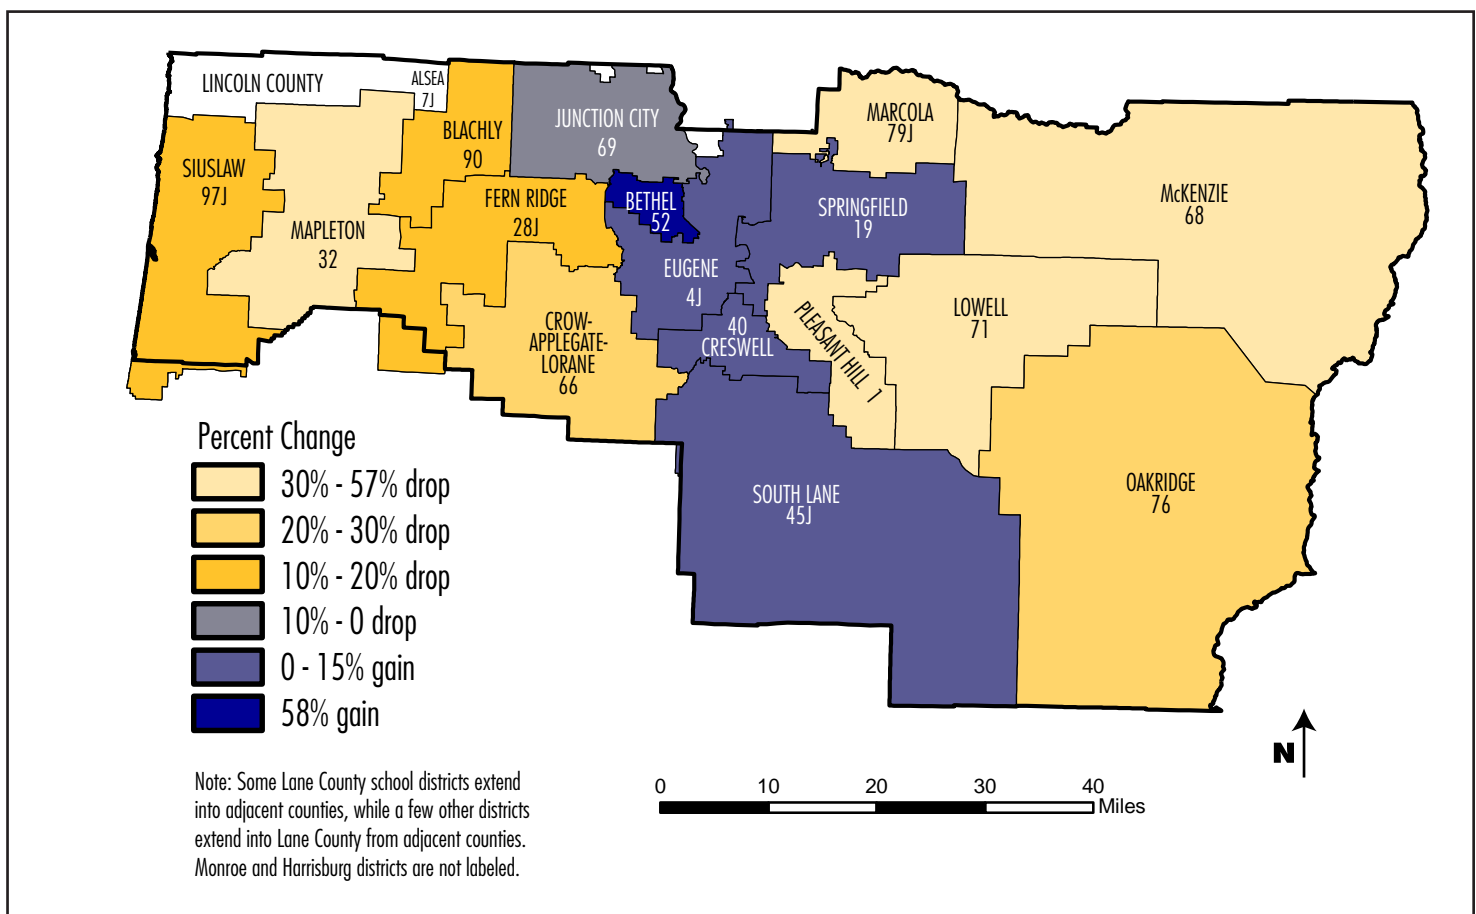 LINCOLN COUNTY
ALSEA
7J
SIUSLAW
97J
MAPLETON
32
BLACHLY
90
FERN RIDGE
28J
JUNCTION CITY
69
BETHEL
52
EUGENE
4J
CROW-
APPLEGATE-
LORANE
66
40
CRESWELL
MARCOLA
79J
SPRINGFIELD
19
McKENZIE
68
PLEASANT HILL 1
LOWELL
71
SOUTH LANE
45J
OAKRIDGE
76
Percent Change
30% - 57% drop
20% - 30% drop
10% - 20% drop
10% - 0 drop
0 - 15% gain
58% gain
Note: Some Lane County school districts extend
into adjacent counties, while a few other districts
extend into Lane County from adjacent counties.
Monroe and Harrisburg districts are not labeled.
0 10 20 30 40
Miles
N